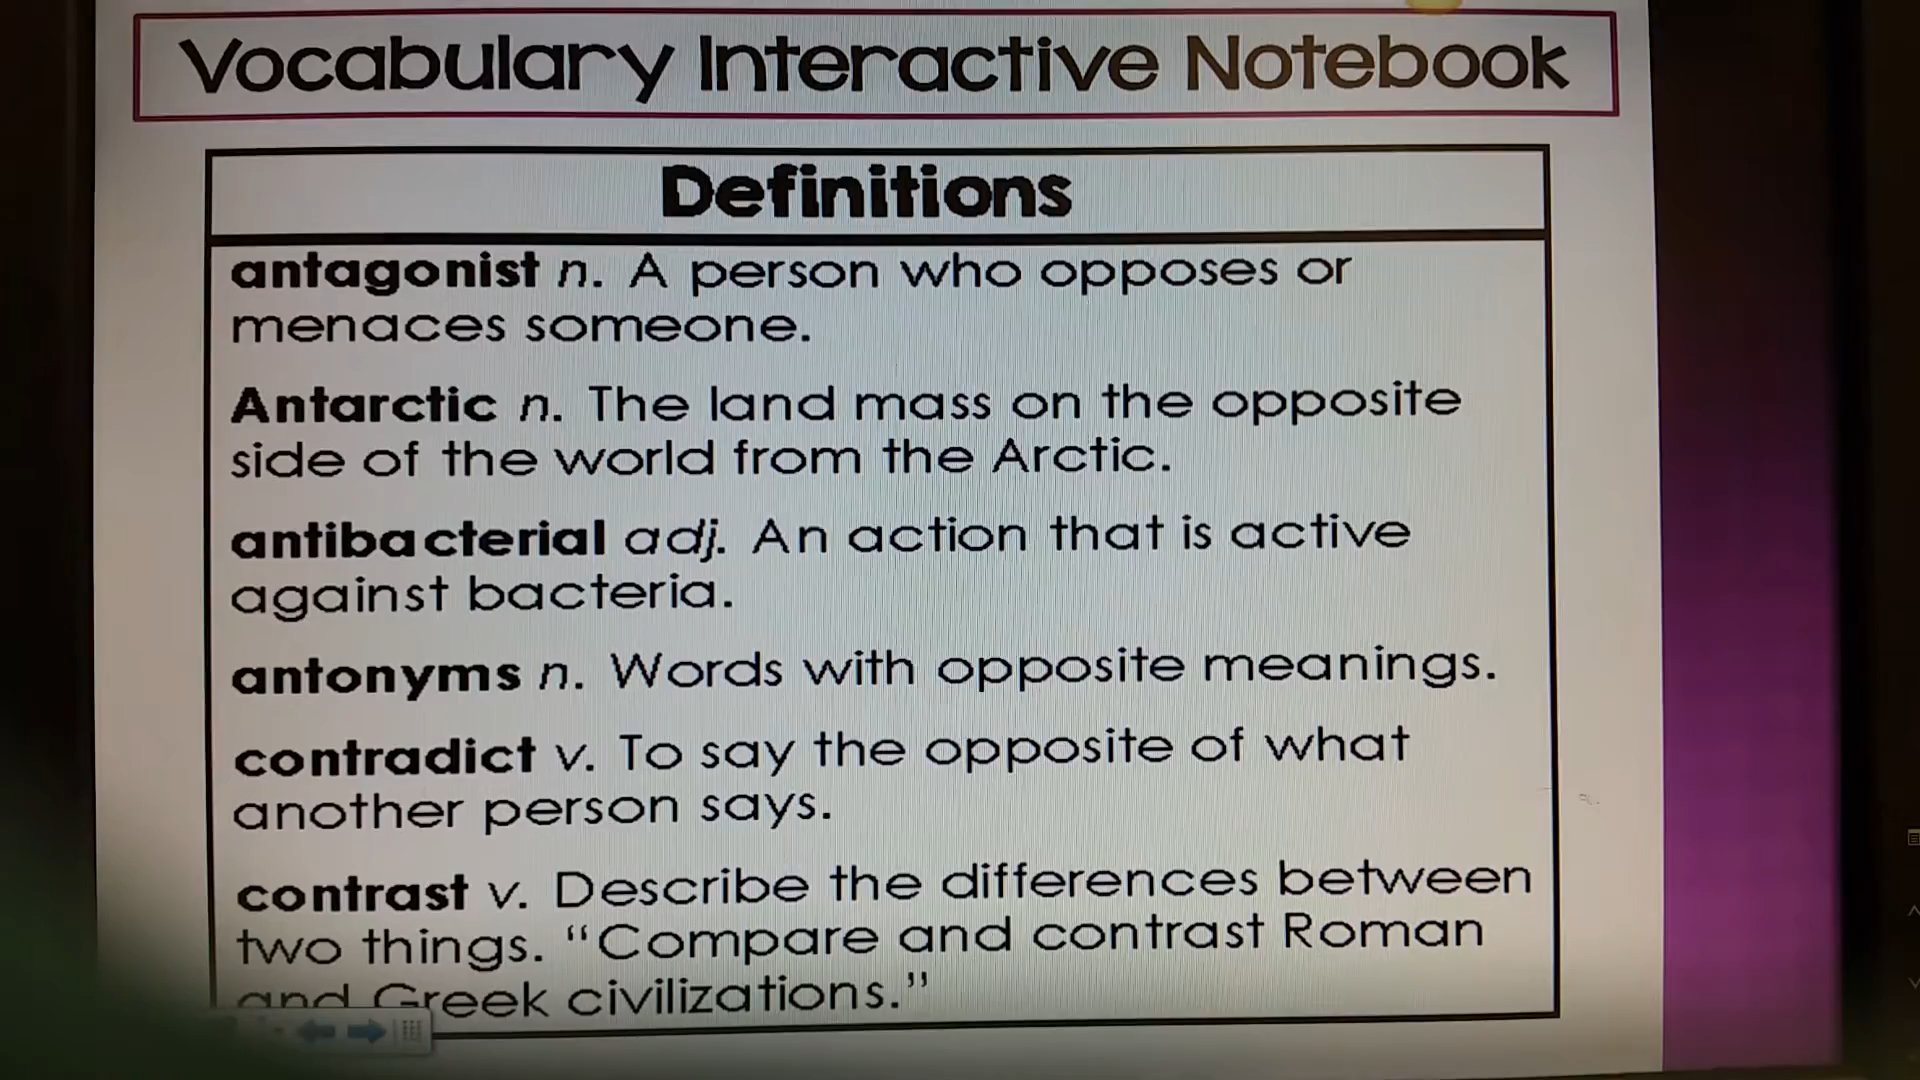 Vocabulary Interactive Notebook
Definitions
antagonist n. A person who opposes or
menaces someone.
Antarctic n. The land mass on the opposite
side of the world from the Arctic.
antibacterial adj. An action that is active
against bacteria.
antonyms n. Words with opposite meanings.
contradict v. To say the opposite of what
another person says.
contrast v. Describe the differences between
two things. “Compare and contrast Roman
and Greek civilizations.”